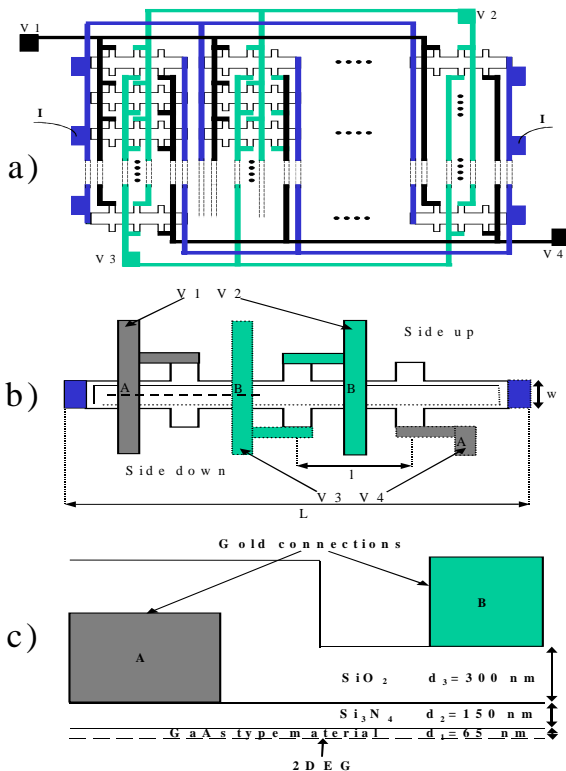 V 1
V 2
I
I
a)
V 3
V 4
V 1 V 2
Side up
A
B
B
b)
w
Side down
A
l
V 3 V 4
L
Gold connections
c)
B
A
SiO2 d3= 300 nm
Si3N4 d2= 150 nm
GaAs type material d1= 65 nm
2DEG